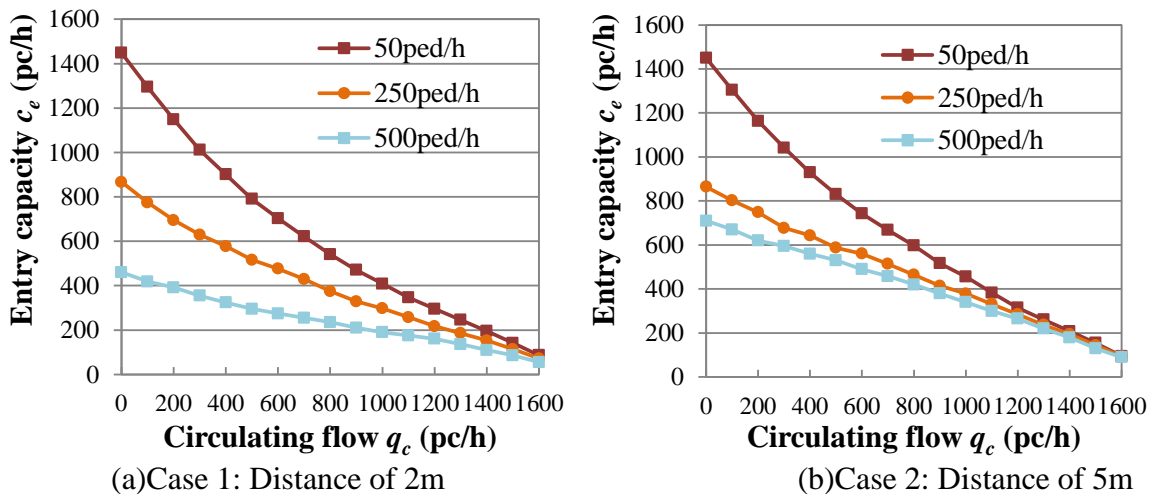 Entry capacity c_e (pc/h)
1600
1400
1200
1000
800
600
400
200
0
50ped/h
250ped/h
500ped/h
0 200 400 600 800 1000 1200 1400 1600
Circulating flow q_c (pc/h)
(a)Case 1: Distance of 2m
Entry capacity c_e (pc/h)
1600
1400
1200
1000
800
600
400
200
0
50ped/h
250ped/h
500ped/h
0 200 400 600 800 1000 1200 1400 1600
Circulating flow q_c (pc/h)
(b)Case 2: Distance of 5m